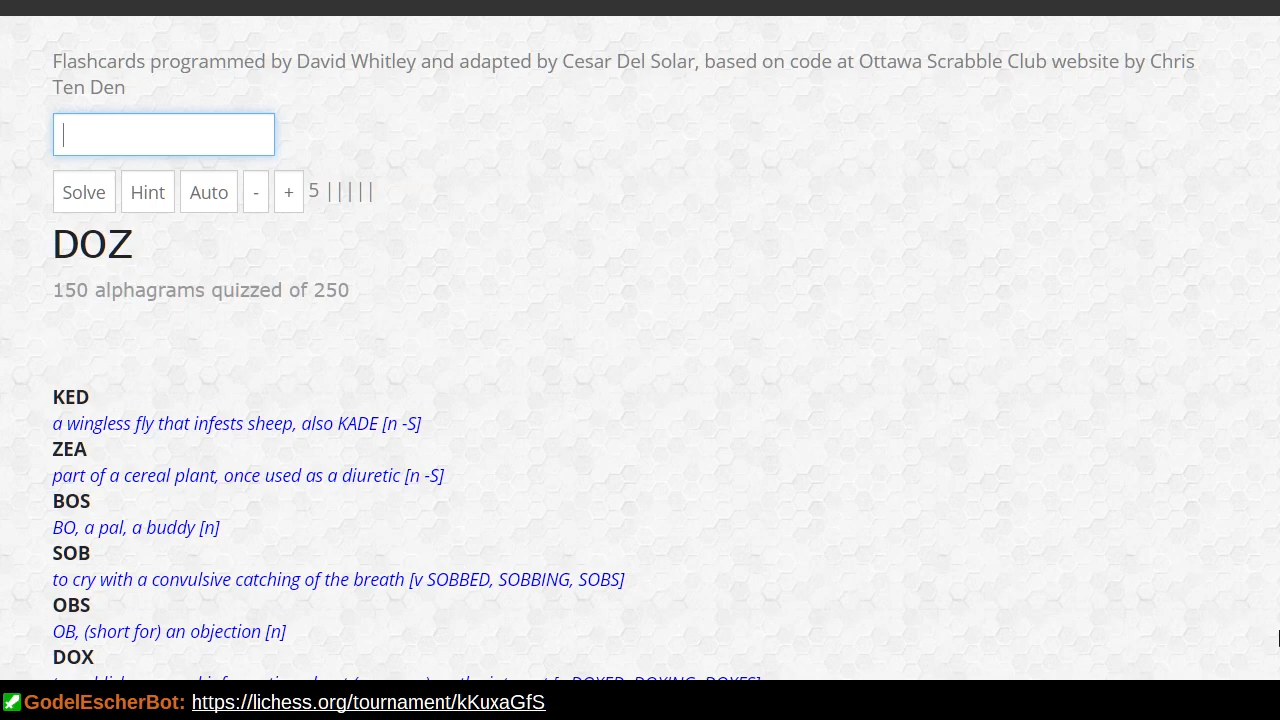 Flashcards programmed by David Whitley and adapted by Cesar Del Solar, based on code at Ottawa Scrabble Club website by Chris
Ten Den
Solve Hint Auto - + 5 |||||
DOZ
150 alphagrams quizzed of 250
KED
a wingless fly that infests sheep, also KADE [n -S]
ZEA
part of a cereal plant, once used as a diuretic [n -S]
BOS
BO, a pal, a buddy [n]
SOB
to cry with a convulsive catching of the breath [v SOBBED, SOBBING, SOBS]
OBS
OB, (short for) an objection [n]
DOX
GodelEscherBot: https://lichess.org/tournament/kKuxaGfS